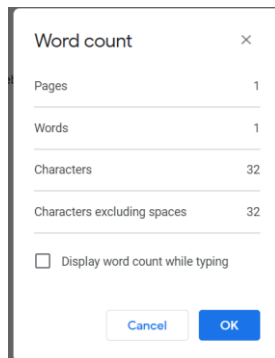 Word count
Pages 1
Words 1
Characters 32
Characters excluding spaces 32
Display word count while typing
Cancel OK